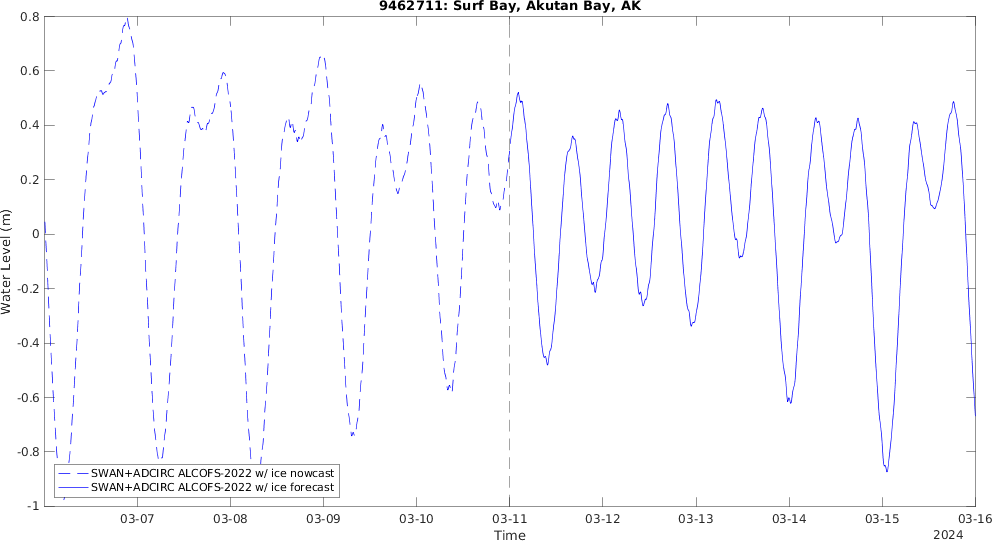 9462711: Surf Bay, Akutan Bay, AK
0.8
0.6
0.4
0.2
0
-0.2
-0.4
-0.6
-0.8
-1
Water Level (m)
SWAN+ADCIRC ALCOFS-2022 w/ ice nowcast
SWAN+ADCIRC ALCOFS-2022 w/ ice forecast
03-07 03-08 03-09 03-10 03-11 03-12 03-13 03-14 03-15 03-16
Time
2024